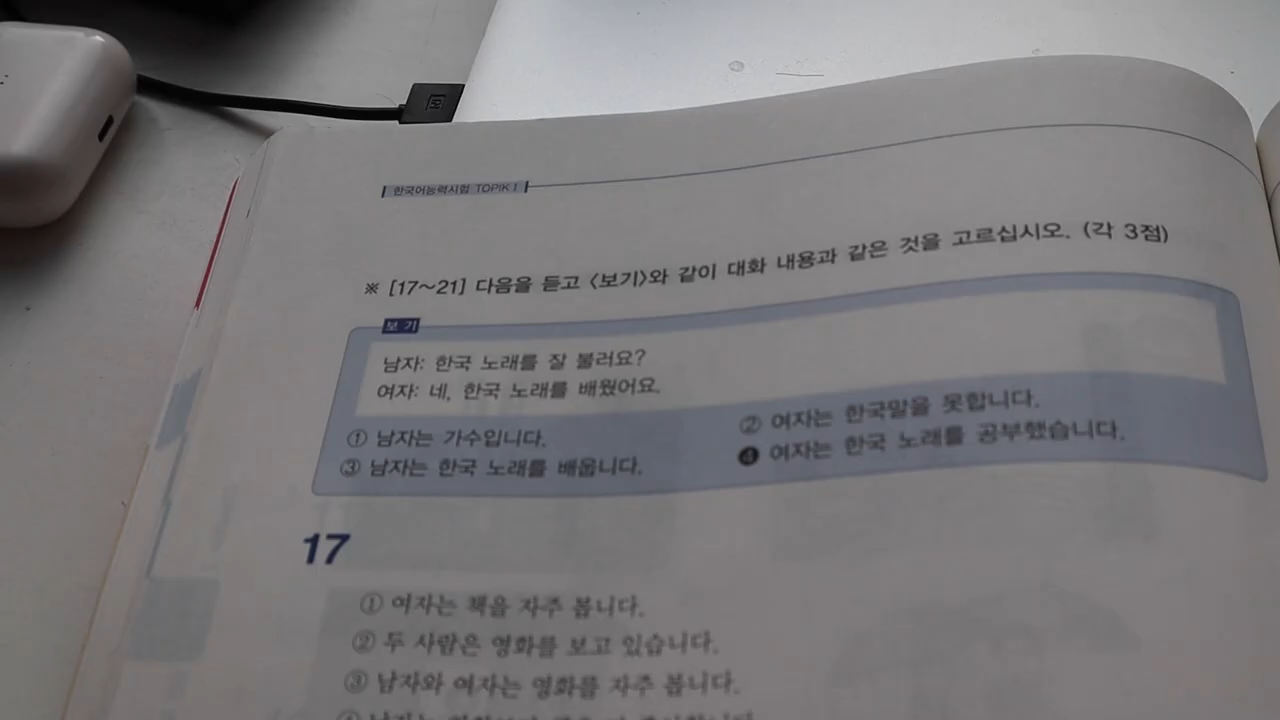 한국어능력시험 TOPIK I
※ [17~21] 다음을 듣고 <보기>와 같이 대화 내용과 같은 것을 고르십시오. (각 3점)
보 기
남자: 한국 노래를 잘 불러요?
여자: 네, 한국 노래를 배웠어요.
① 남자는 가수입니다.
② 여자는 한국말을 못합니다.
③ 남자는 한국 노래를 배웁니다.
❹ 여자는 한국 노래를 공부했습니다.
17
① 여자는 책을 자주 봅니다.
② 두 사람은 영화를 보고 있습니다.
③ 남자와 여자는 영화를 자주 봅니다.